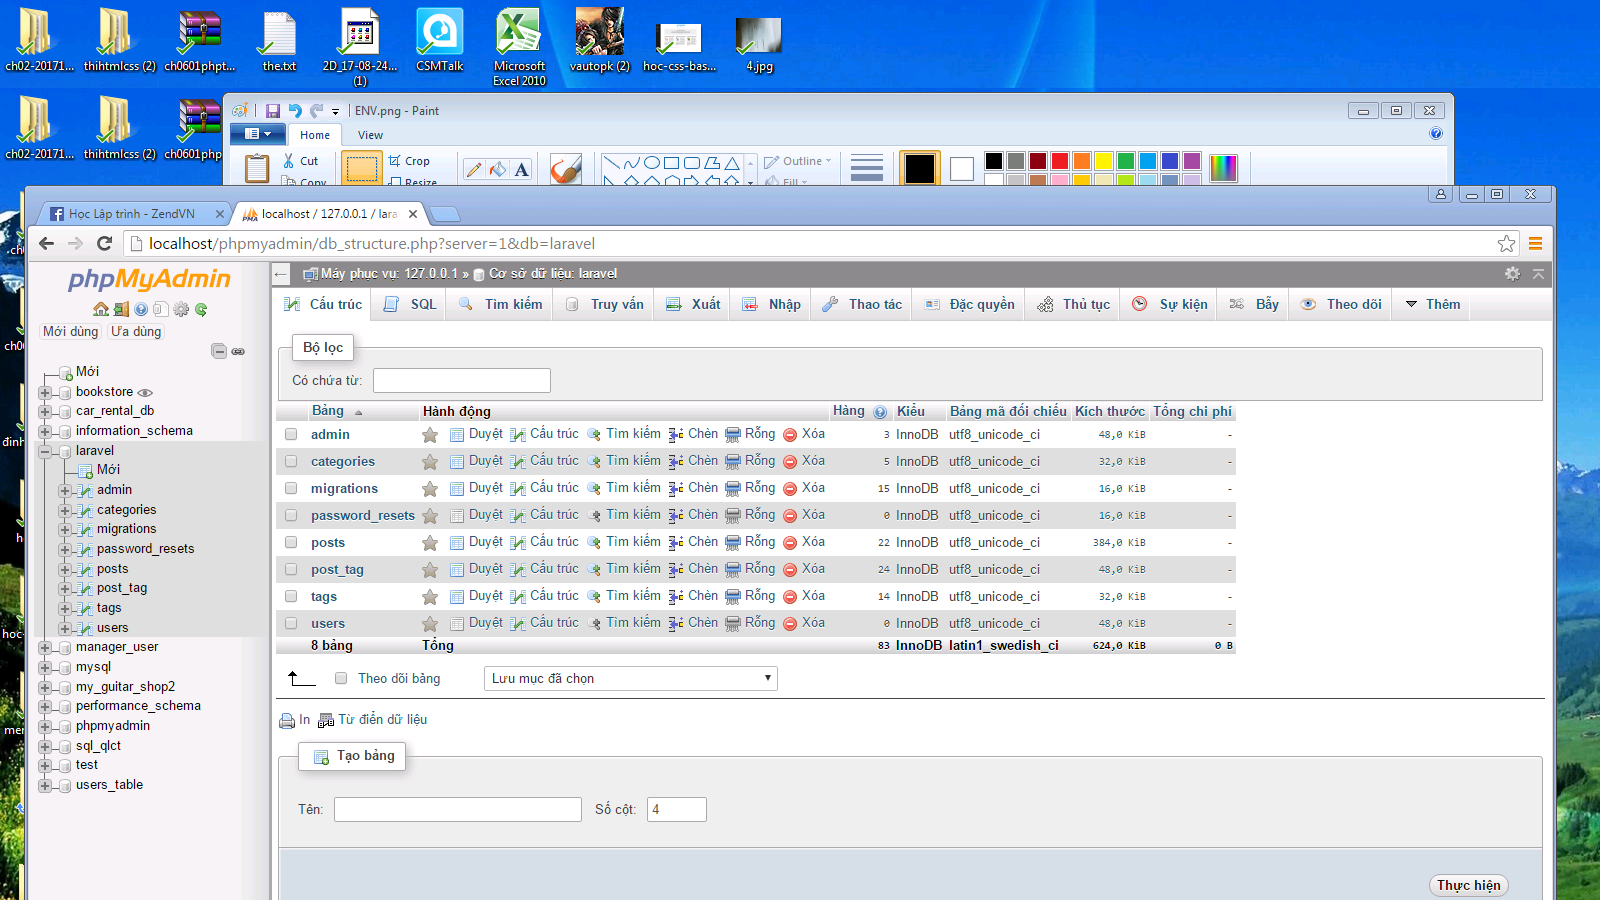 ch02-20171... thihtmlcss (2) ch0601phpt... the.txt 2D_17-08-24... (1) CSMTalk Microsoft Excel 2010 vautopk (2) hoc-css-bas... 4.jpg
ch02-20171... thihtmlcss (2) ch0601php
ENV.png - Paint
Home View
Cut Crop Outline
Copy Resize Fill
Học Lập trình - ZendVN localhost / 127.0.0.1 / lara
localhost/phpmyadmin/db_structure.php?server=1&db=laravel
phpMyAdmin
Mới dùng Ưa dùng
Mới
bookstore
car_rental_db
information_schema
laravel
Mới
admin
categories
migrations
password_resets
posts
post_tag
tags
users
manager_user
mysql
my_guitar_shop2
performance_schema
phpmyadmin
sql_qlct
test
users_table
Máy phục vụ: 127.0.0.1 » Cơ sở dữ liệu: laravel
Cấu trúc SQL Tìm kiếm Truy vấn Xuất Nhập Thao tác Đặc quyền Thủ tục Sự kiện Bẫy Theo dõi Thêm
Bộ lọc
Có chứa từ:
Bảng Hành động Hàng Kiểu Bảng mã đối chiếu Kích thước Tổng chi phí
admin Duyệt Cấu trúc Tìm kiếm Chèn Rỗng Xóa 3 InnoDB utf8_unicode_ci 48,0 KiB -
categories Duyệt Cấu trúc Tìm kiếm Chèn Rỗng Xóa 5 InnoDB utf8_unicode_ci 32,0 KiB -
migrations Duyệt Cấu trúc Tìm kiếm Chèn Rỗng Xóa 15 InnoDB utf8_unicode_ci 16,0 KiB -
password_resets Duyệt Cấu trúc Tìm kiếm Chèn Rỗng Xóa 0 InnoDB utf8_unicode_ci 16,0 KiB -
posts Duyệt Cấu trúc Tìm kiếm Chèn Rỗng Xóa 22 InnoDB utf8_unicode_ci 384,0 KiB -
post_tag Duyệt Cấu trúc Tìm kiếm Chèn Rỗng Xóa 24 InnoDB utf8_unicode_ci 48,0 KiB -
tags Duyệt Cấu trúc Tìm kiếm Chèn Rỗng Xóa 14 InnoDB utf8_unicode_ci 32,0 KiB -
users Duyệt Cấu trúc Tìm kiếm Chèn Rỗng Xóa 0 InnoDB utf8_unicode_ci 48,0 KiB -
8 bảng Tổng 83 InnoDB latin1_swedish_ci 624,0 KiB 0 B
Theo dõi bảng Lưu mục đã chọn
In Từ điển dữ liệu
Tạo bảng
Tên: Số cột: 4
Thực hiện